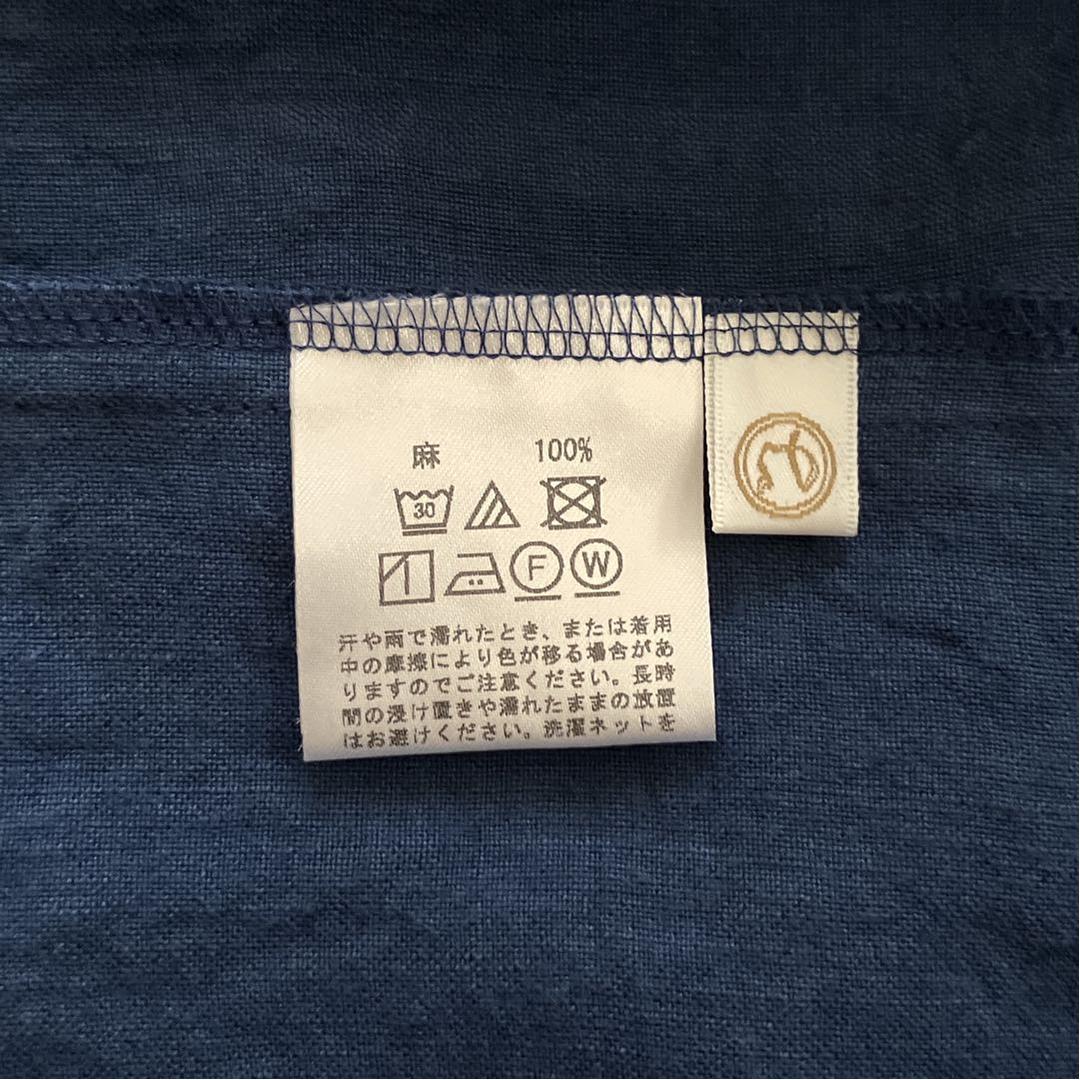 麻 100%
30
F W
汗や雨で濡れたとき、または着用
中の摩擦により色が移る場合があ
りますのでご注意ください。長時
間の浸け置きや濡れたままの放置
はお避けください。洗濯ネットを